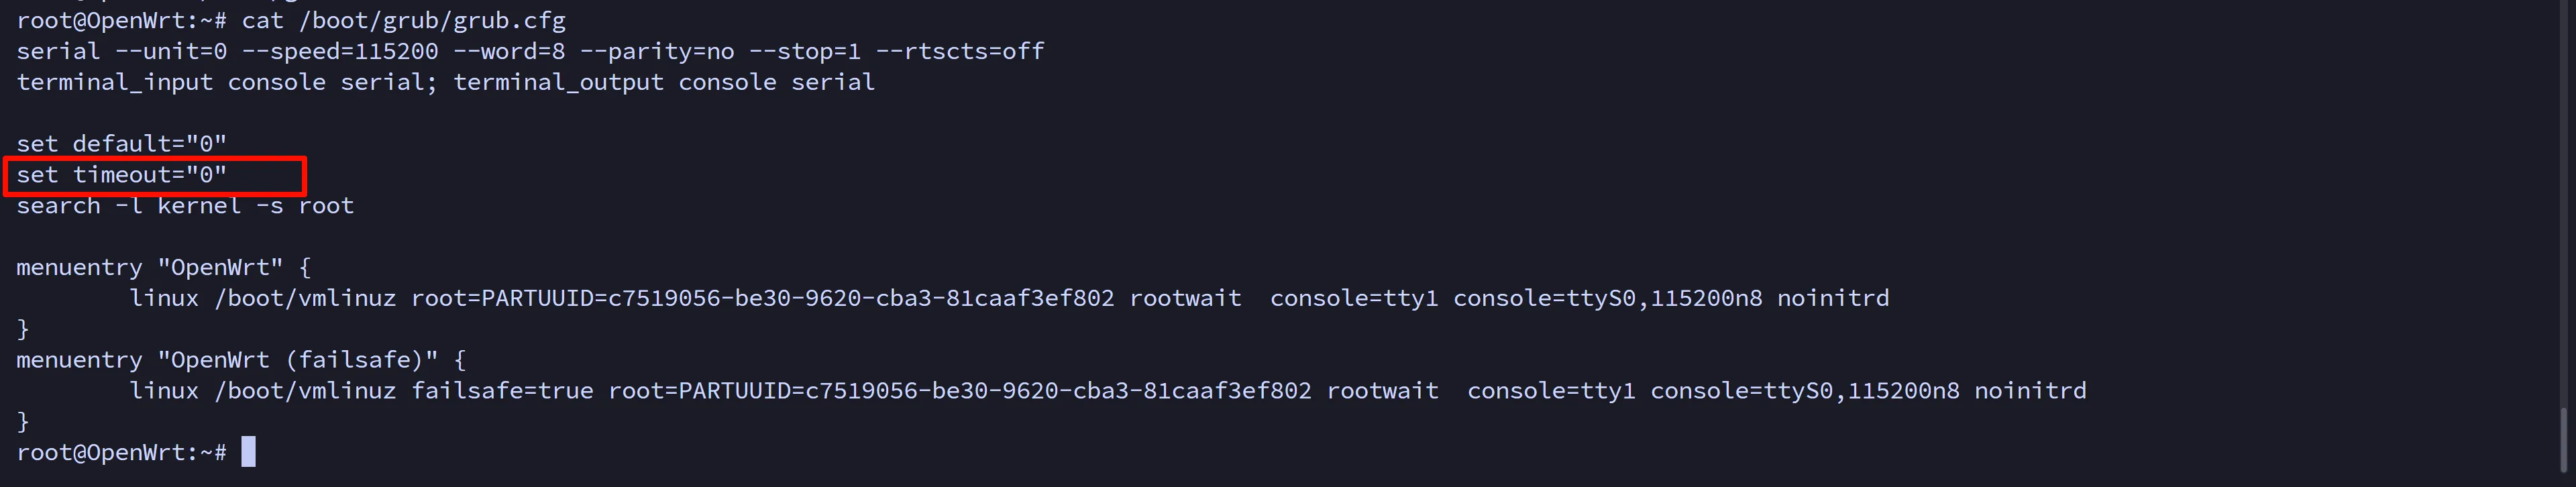 root@OpenWrt:~# cat /boot/grub/grub.cfg
serial --unit=0 --speed=115200 --word=8 --parity=no --stop=1 --rtscts=off
terminal_input console serial; terminal_output console serial

set default="0"
set timeout="0"
search -l kernel -s root

menuentry "OpenWrt" {
        linux /boot/vmlinuz root=PARTUUID=c7519056-be30-9620-cba3-81caaf3ef802 rootwait  console=tty1 console=ttyS0,115200n8 noinitrd
}
menuentry "OpenWrt (failsafe)" {
        linux /boot/vmlinuz failsafe=true root=PARTUUID=c7519056-be30-9620-cba3-81caaf3ef802 rootwait  console=tty1 console=ttyS0,115200n8 noinitrd
}
root@OpenWrt:~#